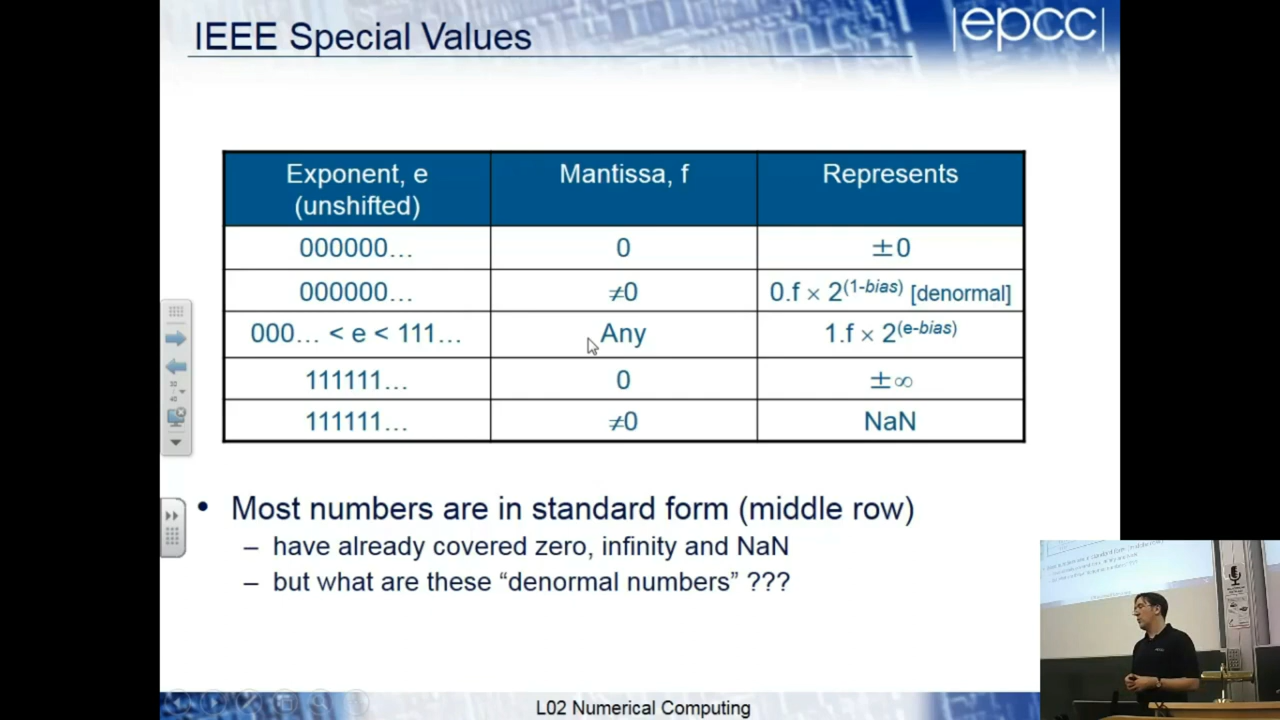 IEEE Special Values
|epcc|
Exponent, e (unshifted) Mantissa, f Represents
000000... 0 ±0
000000... ≠0 0.f × 2(1-bias) [denormal]
000... < e < 111... Any 1.f × 2(e-bias)
111111... 0 ±∞
111111... ≠0 NaN
• Most numbers are in standard form (middle row)
– have already covered zero, infinity and NaN
– but what are these “denormal numbers” ???
L02 Numerical Computing